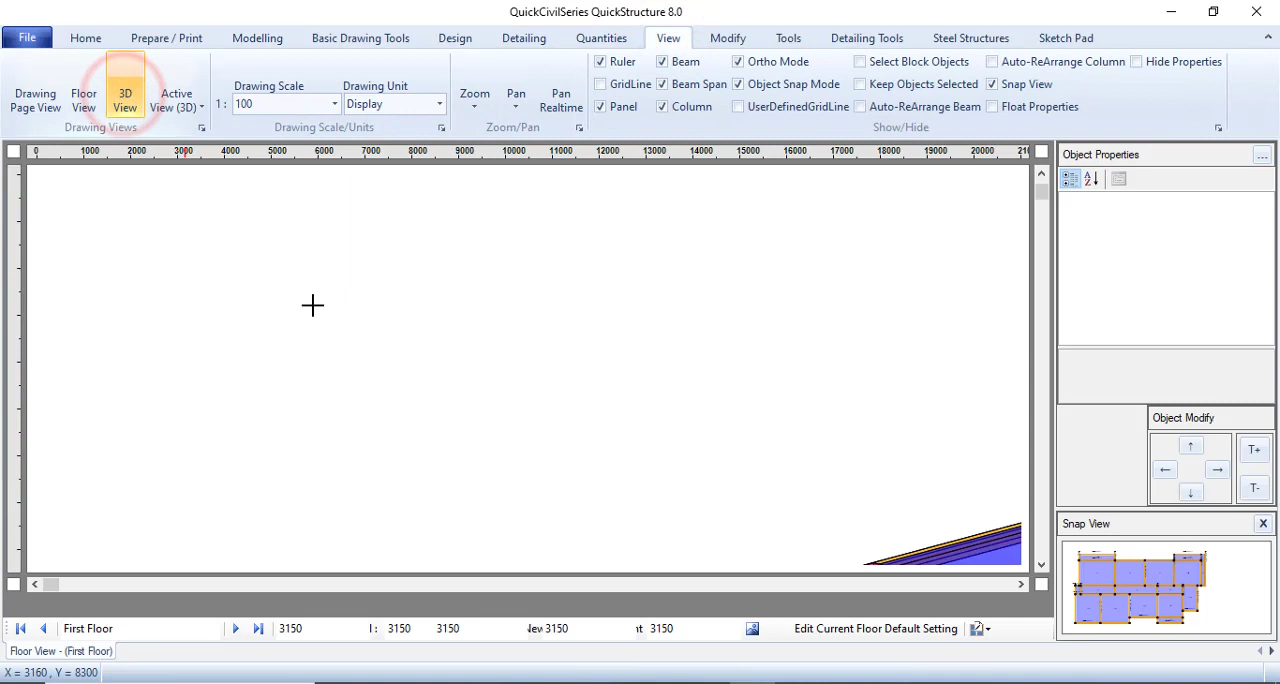 QuickCivilSeries QuickStructure 8.0
File Home Prepare / Print Modelling Basic Drawing Tools Design Detailing Quantities View Modify Tools Detailing Tools Steel Structures Sketch Pad
Drawing Page View
Floor View
3D View
Active View (3D)
Drawing Views
Drawing Scale
1 : 100
Drawing Unit
Display
Drawing Scale/Units
Zoom
Pan
Pan Realtime
Zoom/Pan
Ruler Beam Ortho Mode Select Block Objects Auto-ReArrange Column Hide Properties
GridLine Beam Span Object Snap Mode Keep Objects Selected Snap View
Panel Column UserDefinedGridLine Auto-ReArrange Beam Float Properties
Show/Hide
0 1000 2000 3000 4000 5000 6000 7000 8000 9000 10000 11000 12000 13000 14000 15000 16000 17000 18000 19000 20000 210
Object Properties
...
Object Modify
T+
T-
Snap View
X
First Floor 3150 3150 3150 3150 3150 Edit Current Floor Default Setting
Floor View - (First Floor)
X = 3160 , Y = 8300